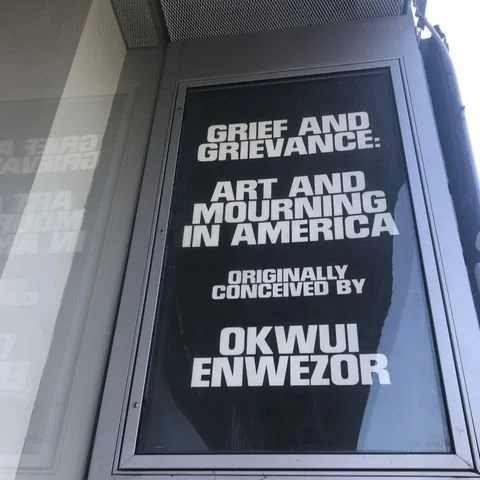 GRIEF AND
GRIEVANCE:
ART AND
MOURNING
IN AMERICA
ORIGINALLY
CONCEIVED BY
OKWUI
ENWEZOR